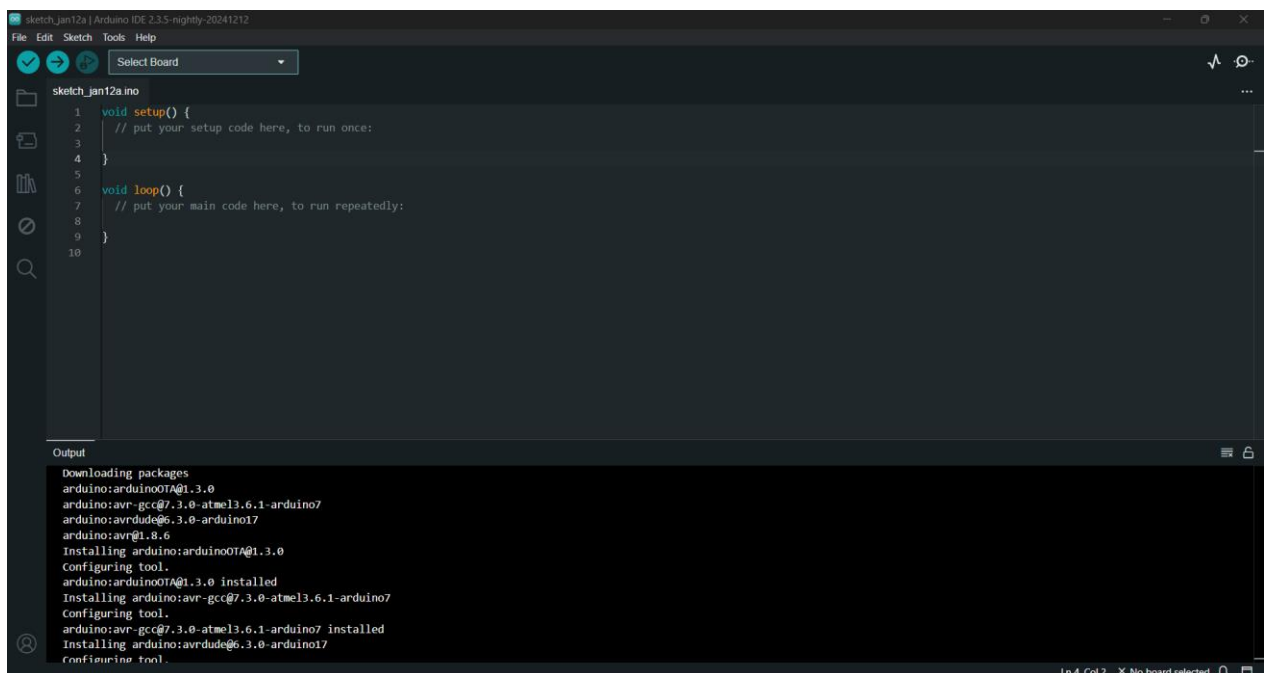 sketch_jan12a | Arduino IDE 2.3.5-nightly-20241212
File Edit Sketch Tools Help
Select Board
sketch_jan12a.ino
1 void setup() {
2 // put your setup code here, to run once:
3
4 }
5
6 void loop() {
7 // put your main code here, to run repeatedly:
8
9 }
10
Output
Downloading packages
arduino:arduinoOTA@1.3.0
arduino:avr-gcc@7.3.0-atmel3.6.1-arduino7
arduino:avrdude@6.3.0-arduino17
arduino:avr@1.8.6
Installing arduino:arduinoOTA@1.3.0
Configuring tool.
arduino:arduinoOTA@1.3.0 installed
Installing arduino:avr-gcc@7.3.0-atmel3.6.1-arduino7
Configuring tool.
arduino:avr-gcc@7.3.0-atmel3.6.1-arduino7 installed
Installing arduino:avrdude@6.3.0-arduino17
Configuring tool.
Ln 4, Col 2 X No board selected